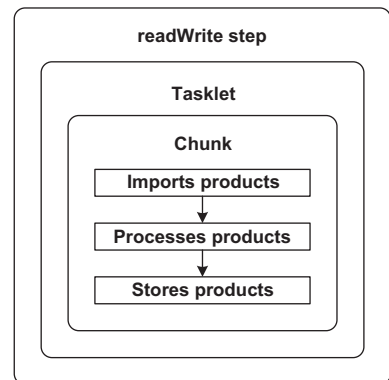 readWrite step
Tasklet
Chunk
Imports products
Processes products
Stores products